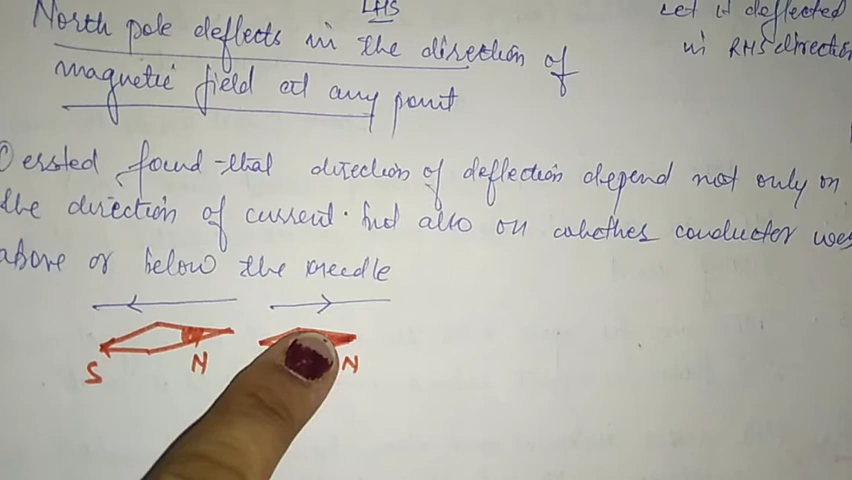 LHS
North pole deflects in the direction of
magnetic field at any point
let it deflected
in RHS direction
Oersted found that direction of deflection depend not only on
the direction of current. but also on whether conductor was
above or below the needle
S N N